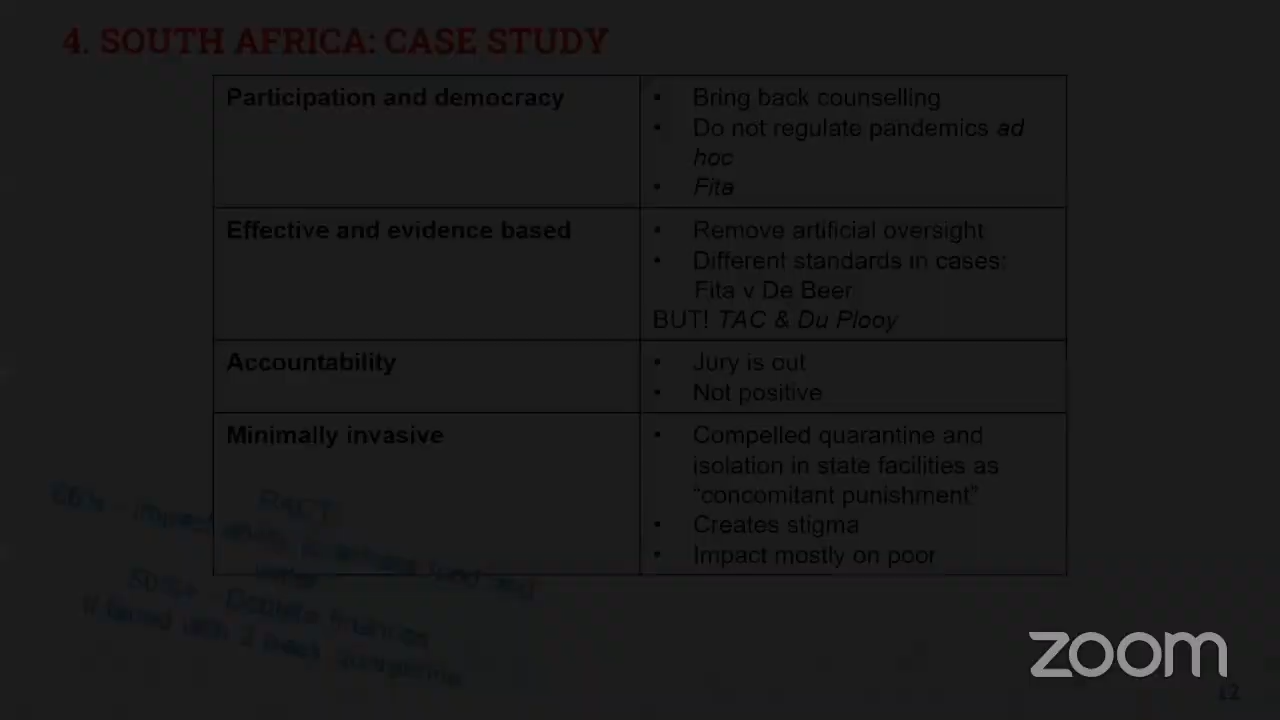 4. SOUTH AFRICA: CASE STUDY
Participation and democracy
• Bring back counselling
• Do not regulate pandemics ad
hoc
• Fita
Effective and evidence based
• Remove artificial oversight
• Different standards in cases:
Fita v De Beer
BUT! TAC & Du Plooy
Accountability
• Jury is out
• Not positive
Minimally invasive
• Compelled quarantine and
isolation in state facilities as
“concomitant punishment”
• Creates stigma
• Impact mostly on poor
zoom
12